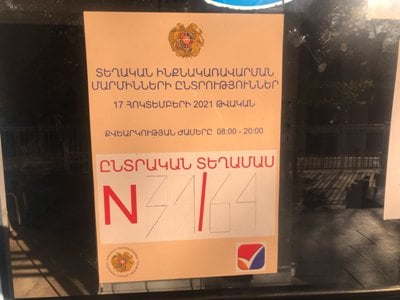 ՏԵՂԱԿԱՆ ԻՆՔՆԱԿԱՌԱՎԱՐՄԱՆ
ՄԱՐՄԻՆՆԵՐԻ ԸՆՏՐՈՒԹՅՈՒՆՆԵՐ
17 ՀՈԿՏԵՄԲԵՐԻ 2021 ԹՎԱԿԱՆ
ՔՎԵԱՐԿՈՒԹՅԱՆ ԺԱՄԵՐԸ 08:00 - 20:00
ԸՆՏՐԱԿԱՆ ՏԵՂԱՄԱՍ
N 31/64